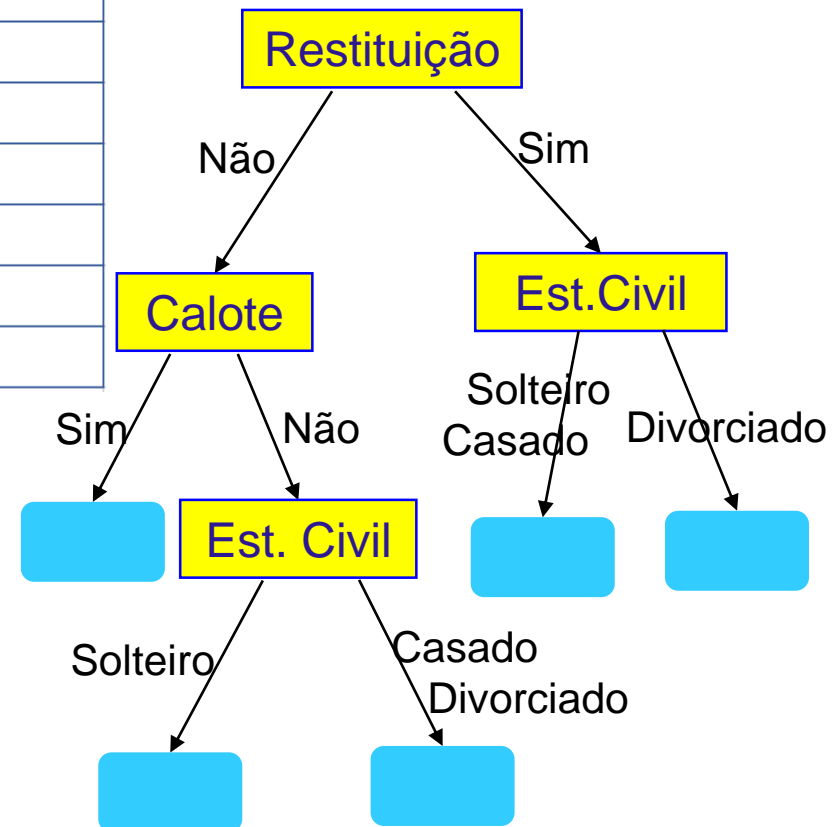 Restituição
Não
Sim
Calote
Est.Civil
Sim
Não
Solteiro
Casado
Divorciado
Est. Civil
Solteiro
Casado
Divorciado